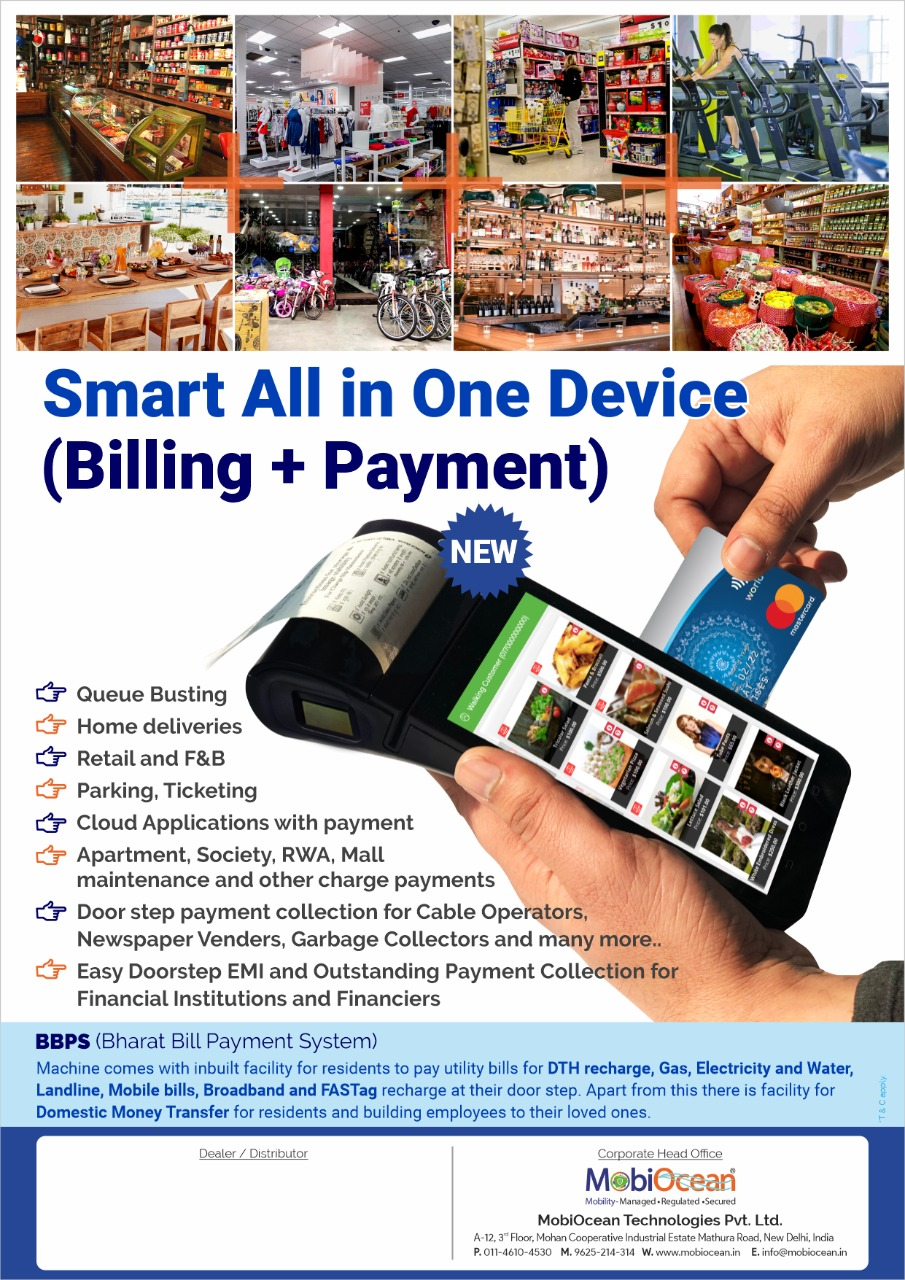 Smart All in One Device
(Billing + Payment)
NEW
Walking Customer (07000000000)
world
mastercard
Queue Busting
Home deliveries
Retail and F&B
Parking, Ticketing
Cloud Applications with payment
Apartment, Society, RWA, Mall
maintenance and other charge payments
Door step payment collection for Cable Operators,
Newspaper Venders, Garbage Collectors and many more..
Easy Doorstep EMI and Outstanding Payment Collection for
Financial Institutions and Financiers
BBPS (Bharat Bill Payment System)
Machine comes with inbuilt facility for residents to pay utility bills for DTH recharge, Gas, Electricity and Water,
Landline, Mobile bills, Broadband and FASTag recharge at their door step. Apart from this there is facility for
Domestic Money Transfer for residents and building employees to their loved ones.
*T & C apply.
Dealer / Distributor
Corporate Head Office
MobiOcean®
Mobility- Managed • Regulated • Secured
MobiOcean Technologies Pvt. Ltd.
A-12, 3rd Floor, Mohan Cooperative Industrial Estate Mathura Road, New Delhi, India
P. 011-4610-4530 M. 9625-214-314 W. www.mobiocean.in E. info@mobiocean.in